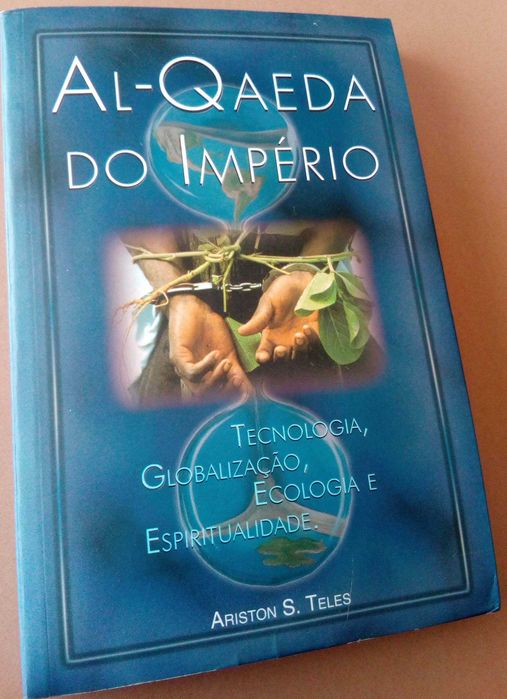 Al-Qaeda
do Império
Tecnologia,
Globalização,
Ecologia e
Espiritualidade.
Ariston S. Teles